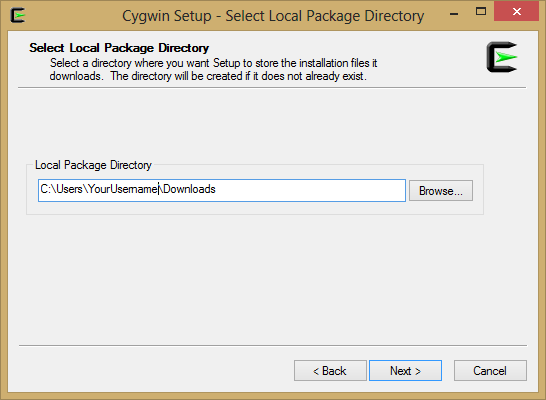 Cygwin Setup - Select Local Package Directory
Select Local Package Directory
Select a directory where you want Setup to store the installation files it
downloads. The directory will be created if it does not already exist.
Local Package Directory
C:\Users\YourUsername\Downloads
Browse...
< Back
Next >
Cancel